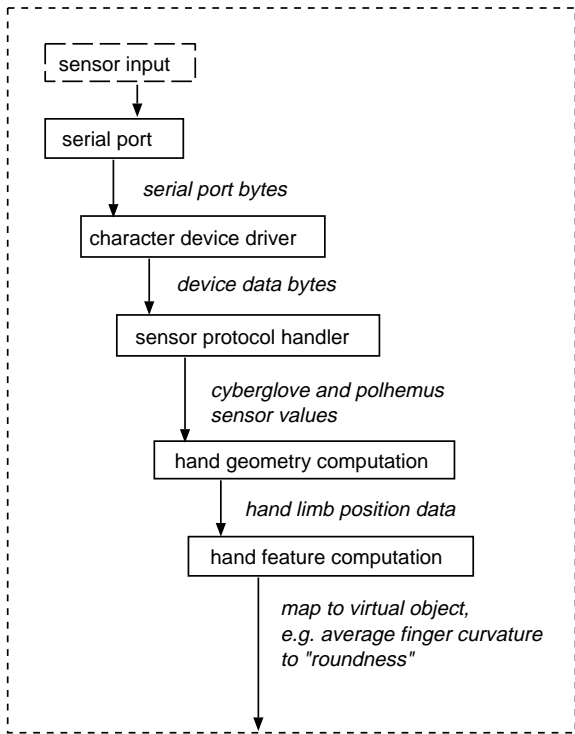 sensor input
serial port
serial port bytes
character device driver
device data bytes
sensor protocol handler
cyberglove and polhemus
sensor values
hand geometry computation
hand limb position data
hand feature computation
map to virtual object,
e.g. average finger curvature
to "roundness"